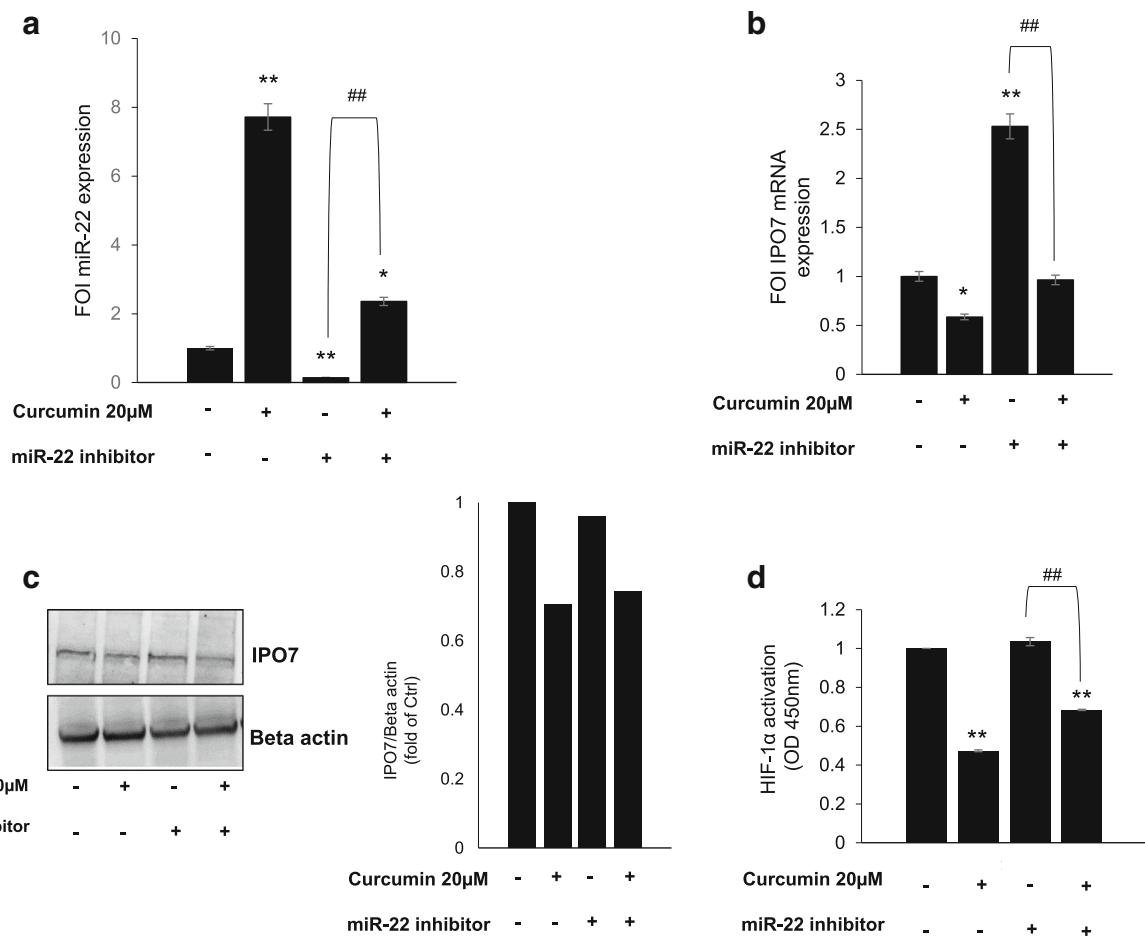 a
FOI miR-22 expression
10
8
6
4
2
0
**
##
**
*
Curcumin 20µM - + - +
miR-22 inhibitor - - + +
b
FOI IPO7 mRNA
expression
3
2.5
2
1.5
1
0.5
0
##
**
*
Curcumin 20µM - + - +
miR-22 inhibitor - - + +
c
IPO7
Beta actin
0µM - + - +
bitor - - + +
IPO7/Beta actin
(fold of Ctrl)
1
0.8
0.6
0.4
0.2
0
Curcumin 20µM - + - +
miR-22 inhibitor - - + +
d
HIF-1α activation
(OD 450nm)
1.2
1
0.8
0.6
0.4
0.2
0
##
**
**
Curcumin 20µM - + - +
miR-22 inhibitor - - + +